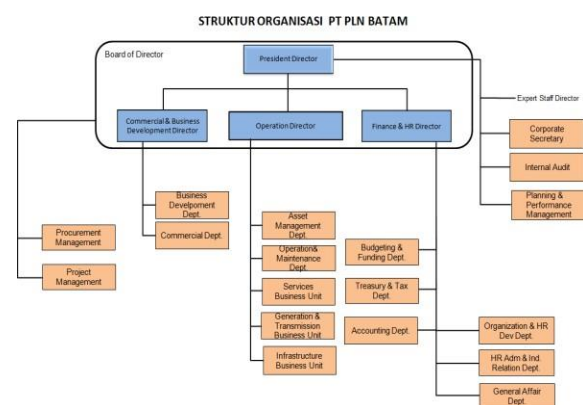 STRUKTUR ORGANISASI PT PLN BATAM
Board of Director
President Director
Commercial & Business
Development Director
Operation Director
Finance & HR Director
Expert Staff Director
Corporate
Secretary
Internal Audit
Planning &
Performance
Management
Procurement
Management
Project
Management
Business
Develpoment
Dept.
Commercial Dept.
Asset
Management
Dept.
Operation&
Maintenance
Dept.
Services
Business Unit
Generation &
Transmission
Business Unit
Infrastructure
Business Unit
Budgeting &
Funding Dept.
Treasury & Tax
Dept.
Accounting Dept.
Organization & HR
Dev Dept.
HR Adm & Ind.
Relation Dept.
General Affair
Dept.